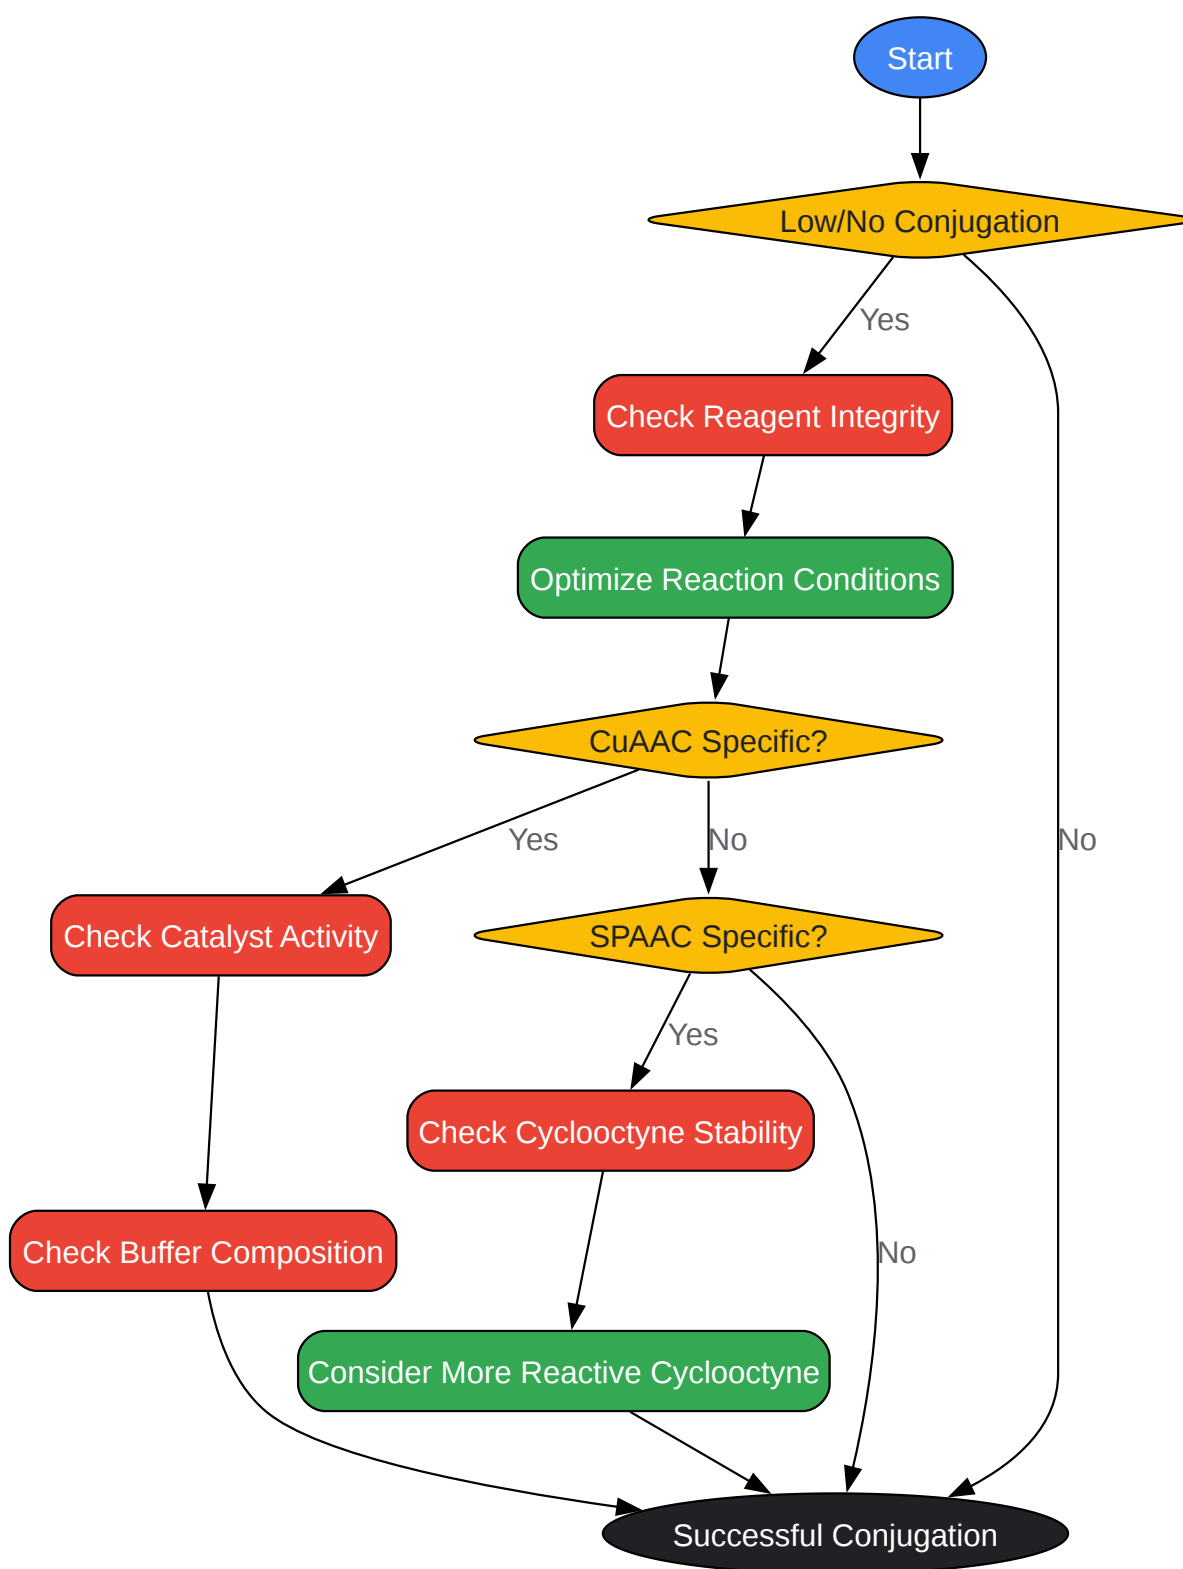 Start
Low/No Conjugation
Yes
Check Reagent Integrity
Optimize Reaction Conditions
CuAAC Specific?
Yes
No
No
Check Catalyst Activity
SPAAC Specific?
Yes
Check Cyclooctyne Stability
Check Buffer Composition
No
Consider More Reactive Cyclooctyne
Successful Conjugation